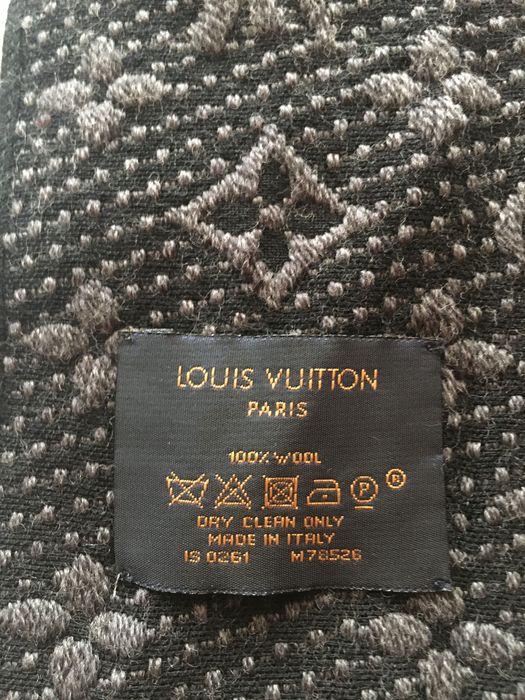 LOUIS VUITTON
PARIS
100% WOOL
P ®
DRY CLEAN ONLY
MADE IN ITALY
IS 0261 M78526